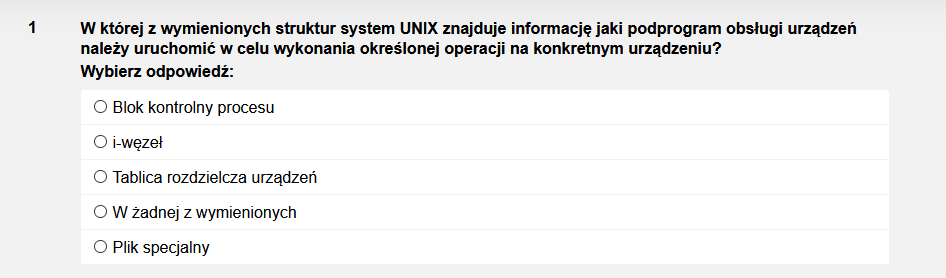 1 W której z wymienionych struktur system UNIX znajduje informację jaki podprogram obsługi urządzeń
należy uruchomić w celu wykonania określonej operacji na konkretnym urządzeniu?
Wybierz odpowiedź:
Blok kontrolny procesu
i-węzeł
Tablica rozdzielcza urządzeń
W żadnej z wymienionych
Plik specjalny